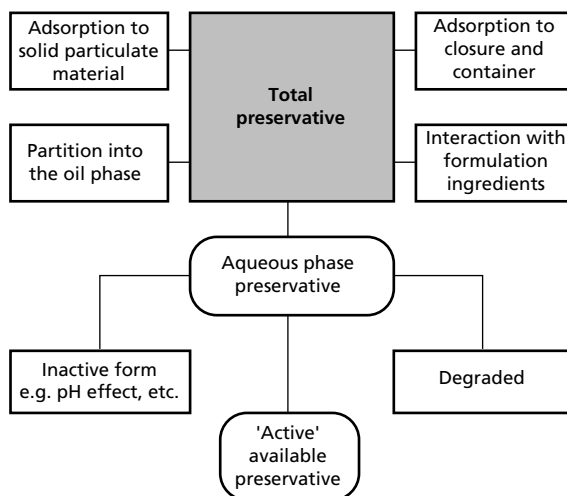 Adsorption to
solid particulate
material
Total
preservative
Adsorption to
closure and
container
Partition into
the oil phase
Interaction with
formulation
ingredients
Aqueous phase
preservative
Inactive form
e.g. pH effect, etc.
Degraded
'Active'
available
preservative